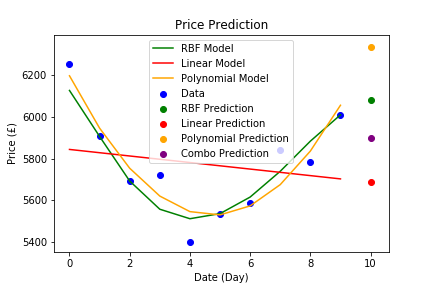 Price Prediction
RBF Model
Linear Model
Polynomial Model
Data
RBF Prediction
Linear Prediction
Polynomial Prediction
Combo Prediction
Price (£)
6200
6000
5800
5600
5400
0 2 4 6 8 10
Date (Day)